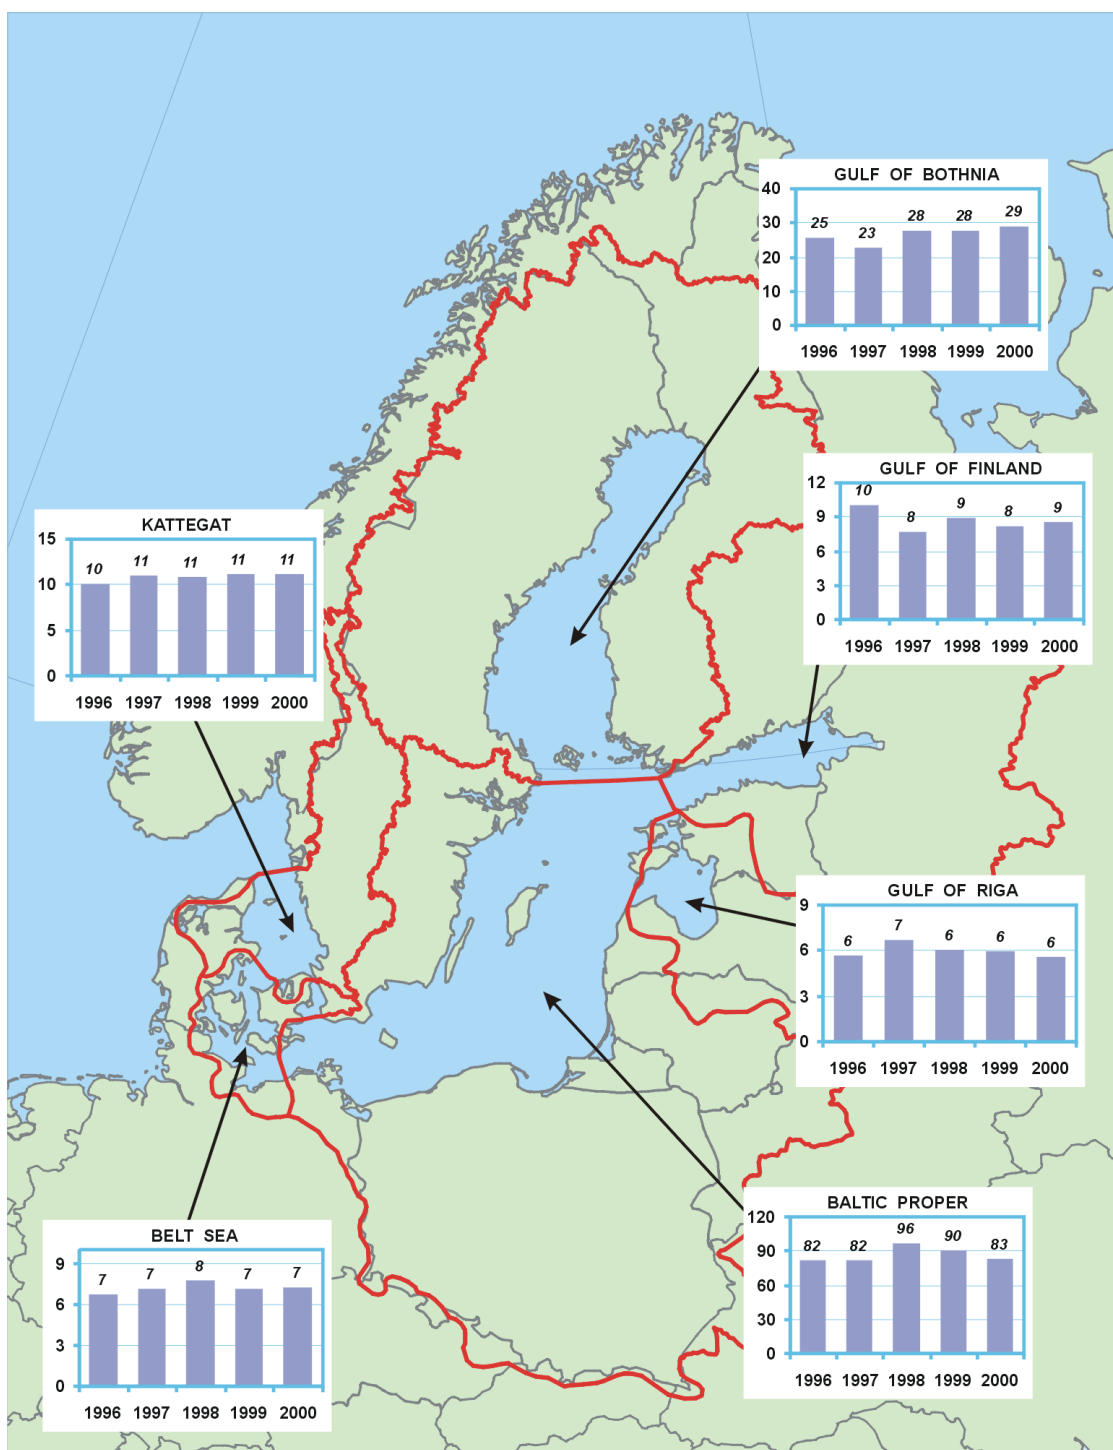 GULF OF BOTHNIA
40
30
20
10
0
25 23 28 28 29
1996 1997 1998 1999 2000
GULF OF FINLAND
12
9
6
3
0
10 8 9 8 9
1996 1997 1998 1999 2000
KATTEGAT
15
10
5
0
10 11 11 11 11
1996 1997 1998 1999 2000
GULF OF RIGA
9
6
3
0
6 7 6 6 6
1996 1997 1998 1999 2000
BALTIC PROPER
120
90
60
30
0
82 82 96 90 83
1996 1997 1998 1999 2000
BELT SEA
9
6
3
0
7 7 8 7 7
1996 1997 1998 1999 2000